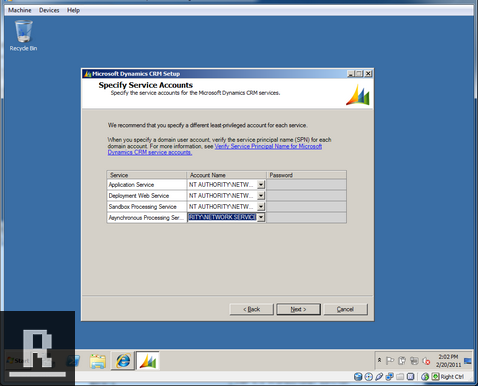 Machine Devices Help
Recycle Bin
Microsoft Dynamics CRM Setup
Specify Service Accounts
Specify the service accounts for the Microsoft Dynamics CRM services.
We recommend that you specify a different least-privileged account for each service.
When you specify a domain user account, verify the service principal name (SPN) for each
domain account. For more information, see Verify Service Principal Name for Microsoft
Dynamics CRM service accounts.
Service Account Name Password
Application Service NT AUTHORITY\NETW...
Deployment Web Service NT AUTHORITY\NETW...
Sandbox Processing Service NT AUTHORITY\NETW...
Asynchronous Processing Ser... RITY\NETWORK SERVICE
< Back Next > Cancel
R
Start
2:02 PM
2/20/2011
Right Ctrl